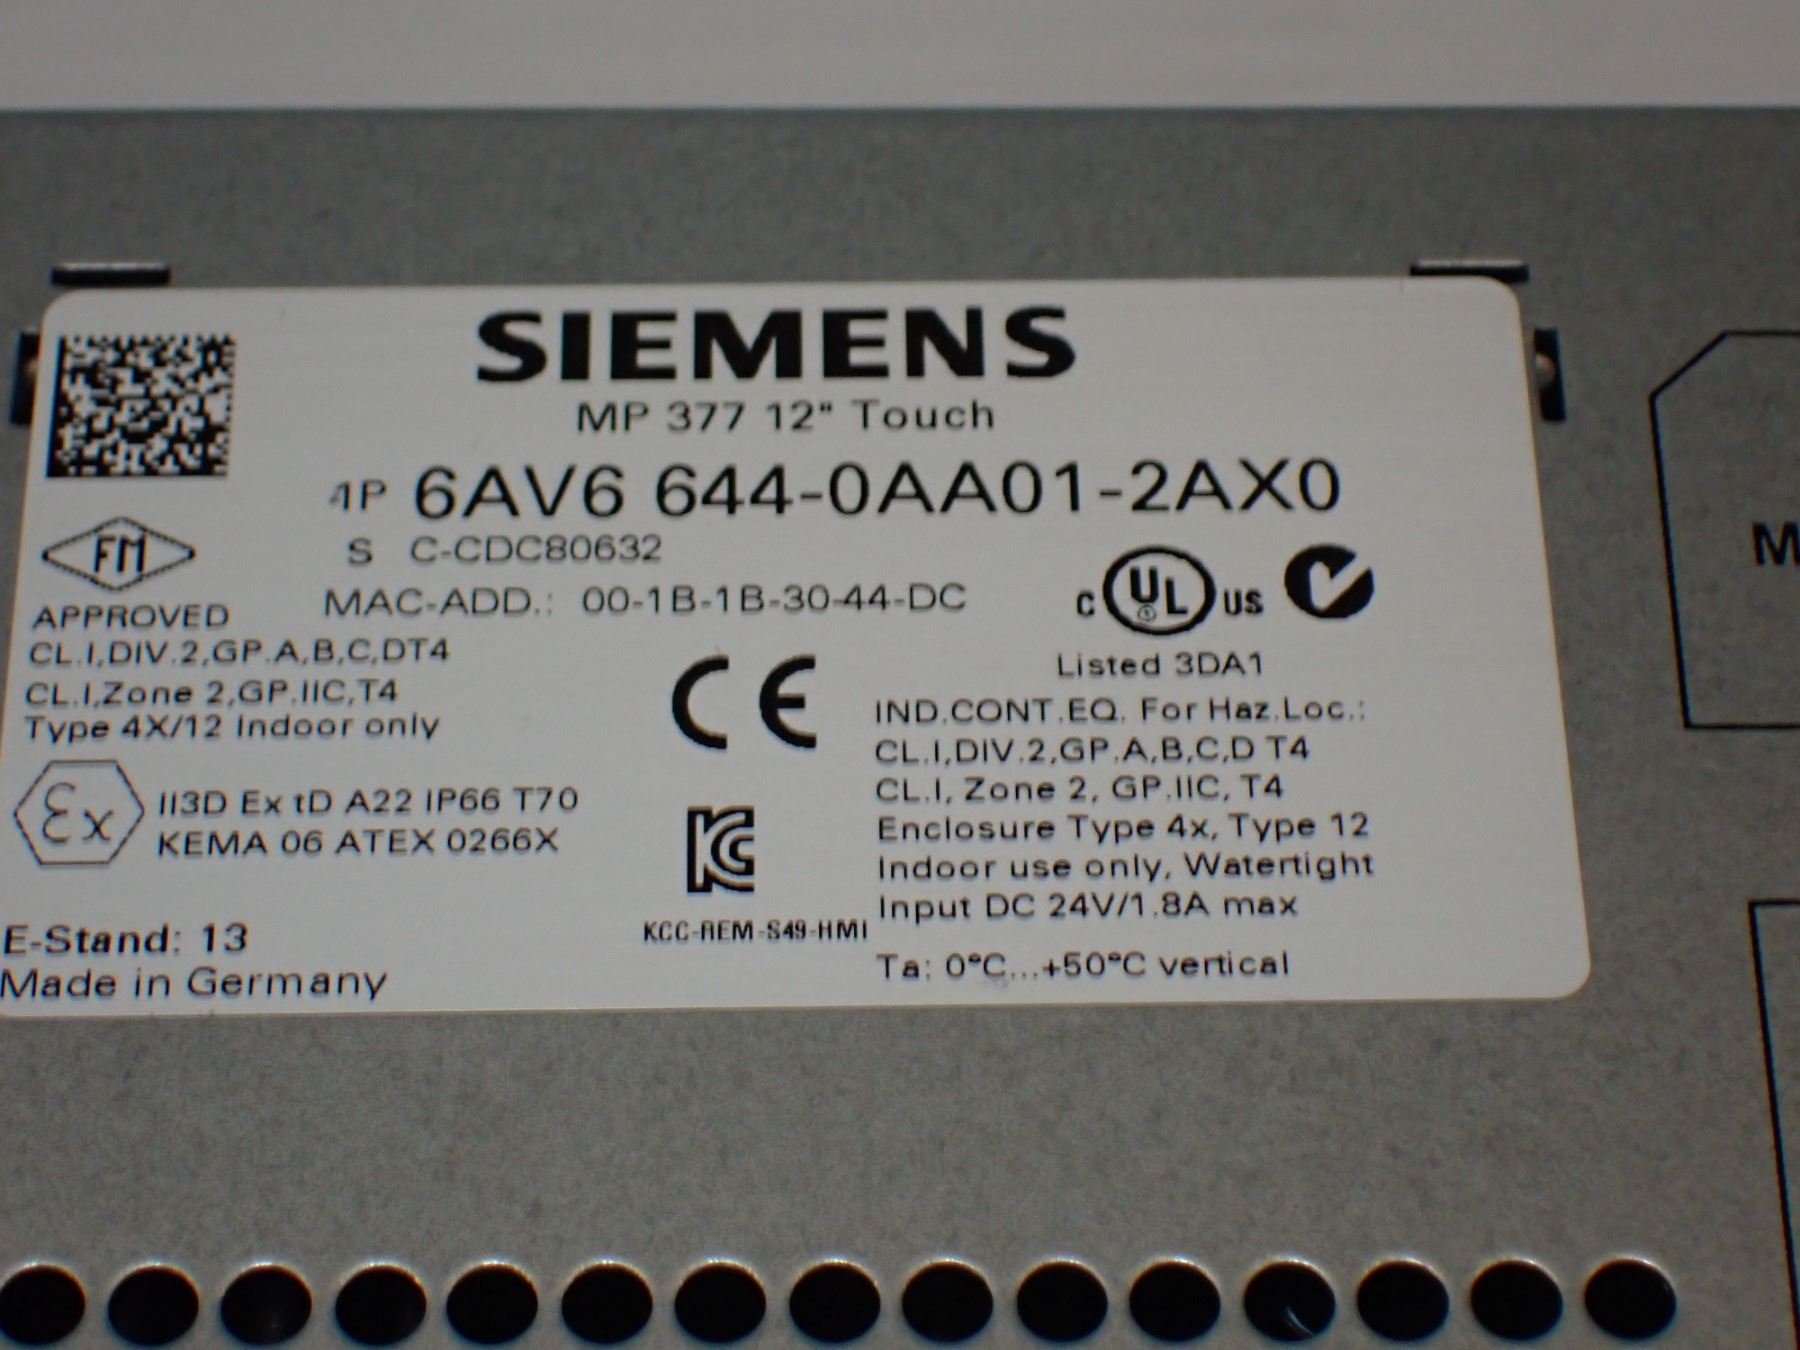 SIEMENS
MP 377 12" Touch
1P 6AV6 644-0AA01-2AX0
S C-CDC80632
MAC-ADD.: 00-1B-1B-30-44-DC
FM
APPROVED
CL.I,DIV.2,GP.A,B,C,DT4
CL.I,Zone 2,GP.IIC,T4
Type 4X/12 Indoor only
CE
C UL US
Listed 3DA1
IND.CONT.EQ. For Haz.Loc.:
CL.I,DIV.2,GP.A,B,C,D T4
CL.I, Zone 2, GP.IIC, T4
Enclosure Type 4x, Type 12
Indoor use only, Watertight
Input DC 24V/1.8A max
Ta: 0°C...+50°C vertical
Ex
II3D Ex tD A22 IP66 T70
KEMA 06 ATEX 0266X
KC
KCC-REM-S49-HMI
E-Stand: 13
Made in Germany